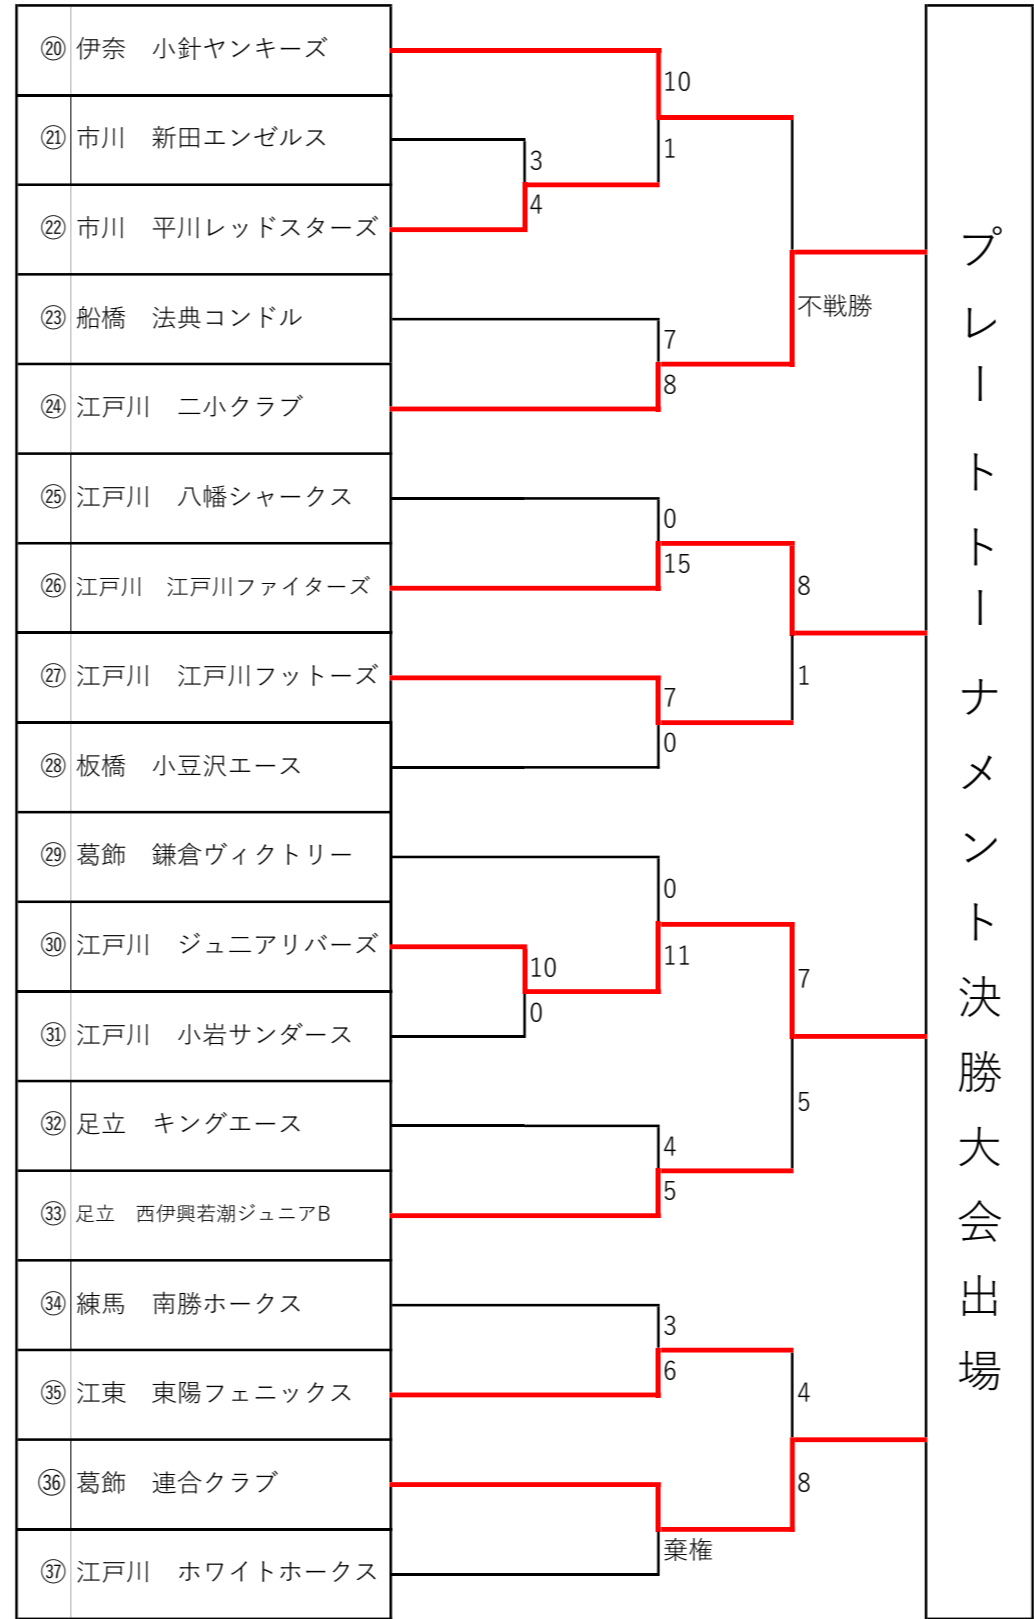 ⑳ 伊奈　小針ヤンキーズ
㉑ 市川　新田エンゼルス
㉒ 市川　平川レッドスターズ
㉓ 船橋　法典コンドル
㉔ 江戸川　二小クラブ
㉕ 江戸川　八幡シャークス
㉖ 江戸川　江戸川ファイターズ
㉗ 江戸川　江戸川フットーズ
㉘ 板橋　小豆沢エース
㉙ 葛飾　鎌倉ヴィクトリー
㉚ 江戸川　ジュニアリバーズ
㉛ 江戸川　小岩サンダース
㉜ 足立　キングエース
㉝ 足立　西伊興若潮ジュニアB
㉞ 練馬　南勝ホークス
㉟ 江東　東陽フェニックス
㊱ 葛飾　連合クラブ
㊲ 江戸川　ホワイトホークス
3
4
10
0
10
1
7
8
0
15
7
0
0
11
4
5
3
6
棄権
不戦勝
8
1
7
5
4
8
プレートトーナメント決勝大会出場